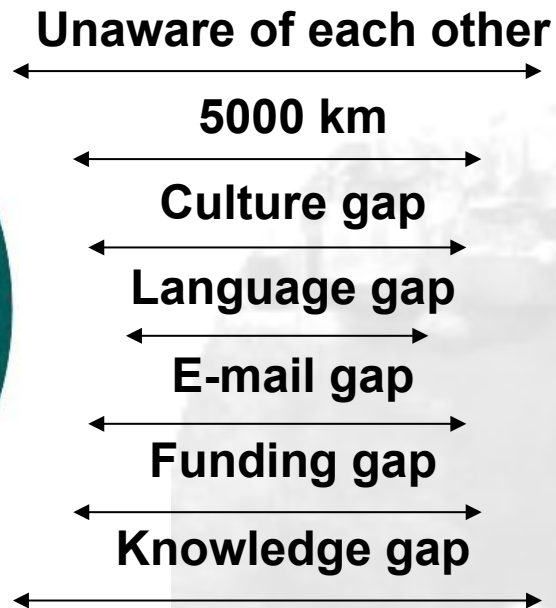 Unaware of each other
5000 km
Culture gap
Language gap
E-mail gap
Funding gap
Knowledge gap